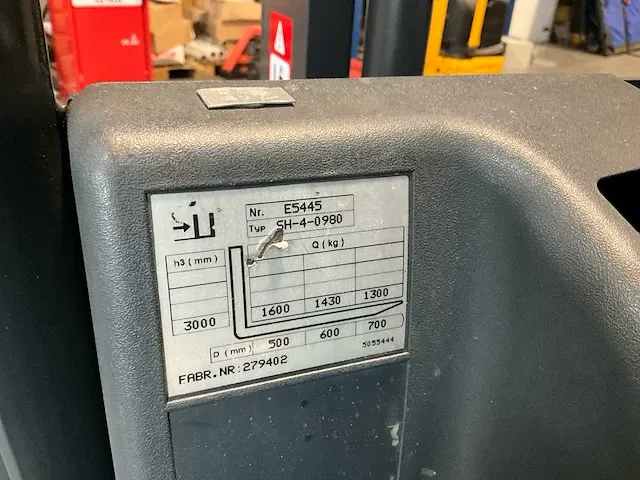 Nr. E5445
Typ SH-4-0980
h3 (mm) Q (kg)
3000 1600 1430 1300
D (mm) 500 600 700
5055444
FABR.NR: 279402